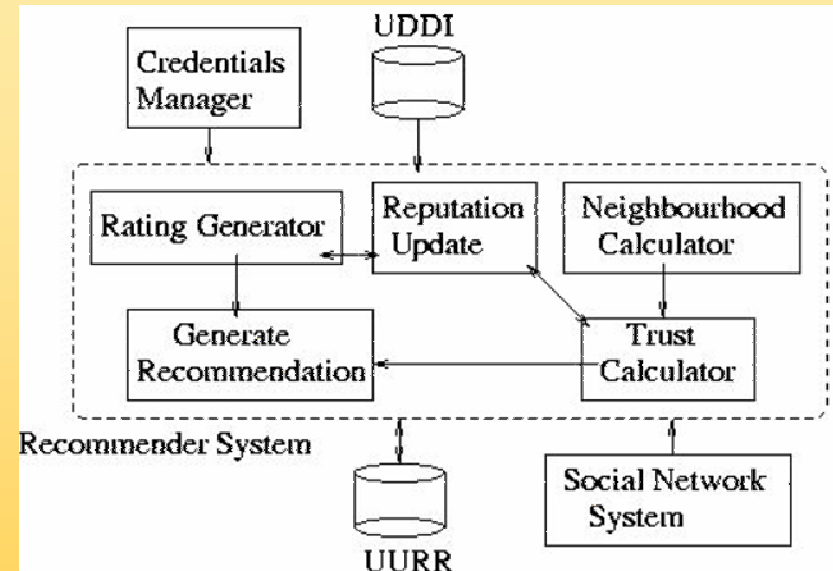 UDDI
Credentials
Manager
Rating Generator
Reputation
Update
Neighbourhood
Calculator
Generate
Recommendation
Trust
Calculator
Recommender System
UURR
Social Network
System